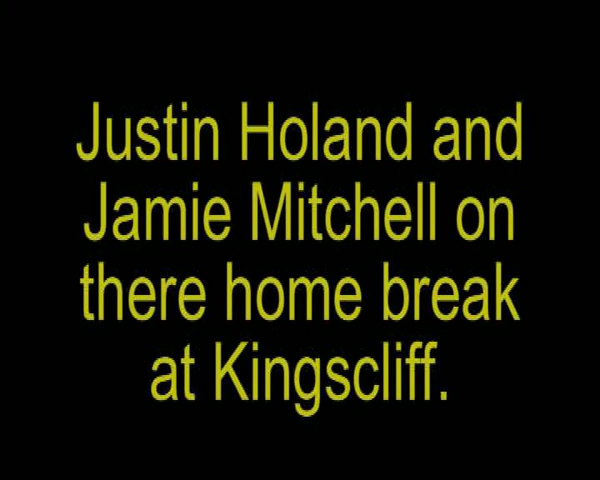 Justin Holand and
Jamie Mitchell on
there home break
at Kingscliff.